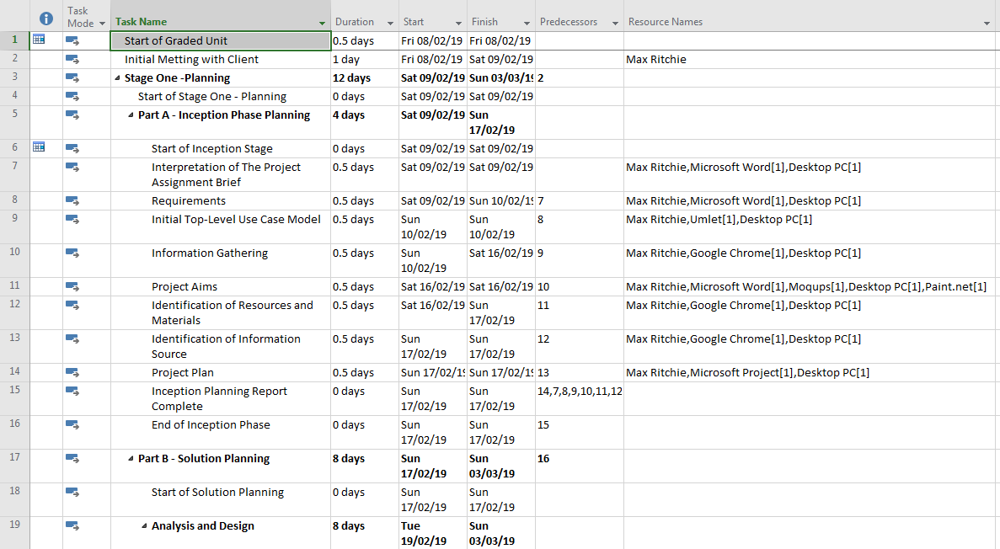 Task Mode Task Name Duration Start Finish Predecessors Resource Names
1 Start of Graded Unit 0.5 days Fri 08/02/19 Fri 08/02/19
2 Initial Metting with Client 1 day Fri 08/02/19 Sat 09/02/19 Max Ritchie
3 Stage One -Planning 12 days Sat 09/02/19 Sun 03/03/19 2
4 Start of Stage One - Planning 0 days Sat 09/02/19 Sat 09/02/19
5 Part A - Inception Phase Planning 4 days Sat 09/02/19 Sun 17/02/19
6 Start of Inception Stage 0 days Sat 09/02/19 Sat 09/02/19
7 Interpretation of The Project Assignment Brief 0.5 days Sat 09/02/19 Sat 09/02/19 Max Ritchie,Microsoft Word[1],Desktop PC[1]
8 Requirements 0.5 days Sat 09/02/19 Sun 10/02/19 7 Max Ritchie,Microsoft Word[1],Desktop PC[1]
9 Initial Top-Level Use Case Model 0.5 days Sun 10/02/19 Sun 10/02/19 8 Max Ritchie,Umlet[1],Desktop PC[1]
10 Information Gathering 0.5 days Sun 10/02/19 Sat 16/02/19 9 Max Ritchie,Google Chrome[1],Desktop PC[1]
11 Project Aims 0.5 days Sat 16/02/19 Sat 16/02/19 10 Max Ritchie,Microsoft Word[1],Moqups[1],Desktop PC[1],Paint.net[1]
12 Identification of Resources and Materials 0.5 days Sat 16/02/19 Sun 17/02/19 11 Max Ritchie,Google Chrome[1],Desktop PC[1]
13 Identification of Information Source 0.5 days Sun 17/02/19 Sun 17/02/19 12 Max Ritchie,Google Chrome[1],Desktop PC[1]
14 Project Plan 0.5 days Sun 17/02/19 Sun 17/02/19 13 Max Ritchie,Microsoft Project[1],Desktop PC[1]
15 Inception Planning Report Complete 0 days Sun 17/02/19 Sun 17/02/19 14,7,8,9,10,11,12
16 End of Inception Phase 0 days Sun 17/02/19 Sun 17/02/19 15
17 Part B - Solution Planning 8 days Sun 17/02/19 Sun 03/03/19 16
18 Start of Solution Planning 0 days Sun 17/02/19 Sun 17/02/19
19 Analysis and Design 8 days Tue 19/02/19 Sun 03/03/19